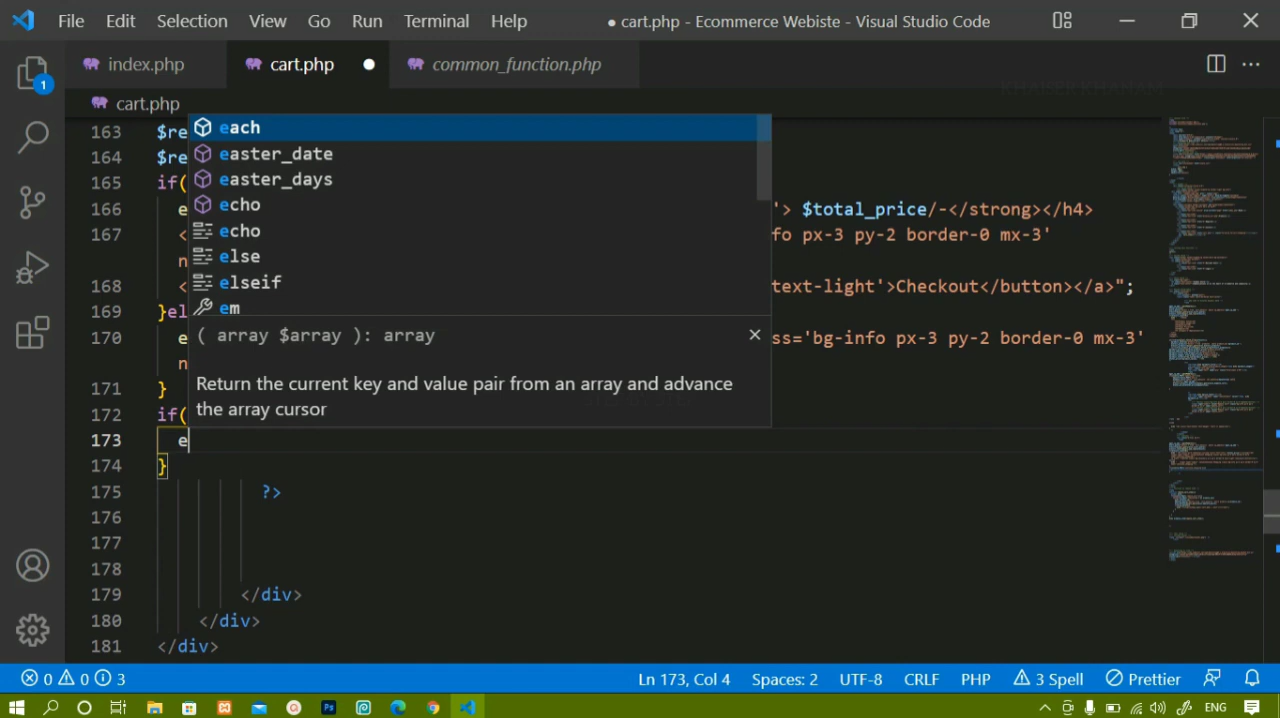 File Edit Selection View Go Run Terminal Help ● cart.php - Ecommerce Webiste - Visual Studio Code
index.php cart.php common_function.php
KHAISER KHANAM
cart.php
163 $re
164 $re
165 if(
166 e '> $total_price/-</strong></h4>
167 < fo px-3 py-2 border-0 mx-3'
n
168 < text-light'>Checkout</button></a>";
169 }el
170 e ss='bg-info px-3 py-2 border-0 mx-3'
n
171 }
172 if(
173 e
174 }
175 ?>
176
177
178
179 </div>
180 </div>
181 </div>
each
easter_date
easter_days
echo
echo
else
elseif
em
( array $array ): array
Return the current key and value pair from an array and advance
the array cursor
1
0 0 3 Ln 173, Col 4 Spaces: 2 UTF-8 CRLF PHP 3 Spell Prettier
Ps ENG